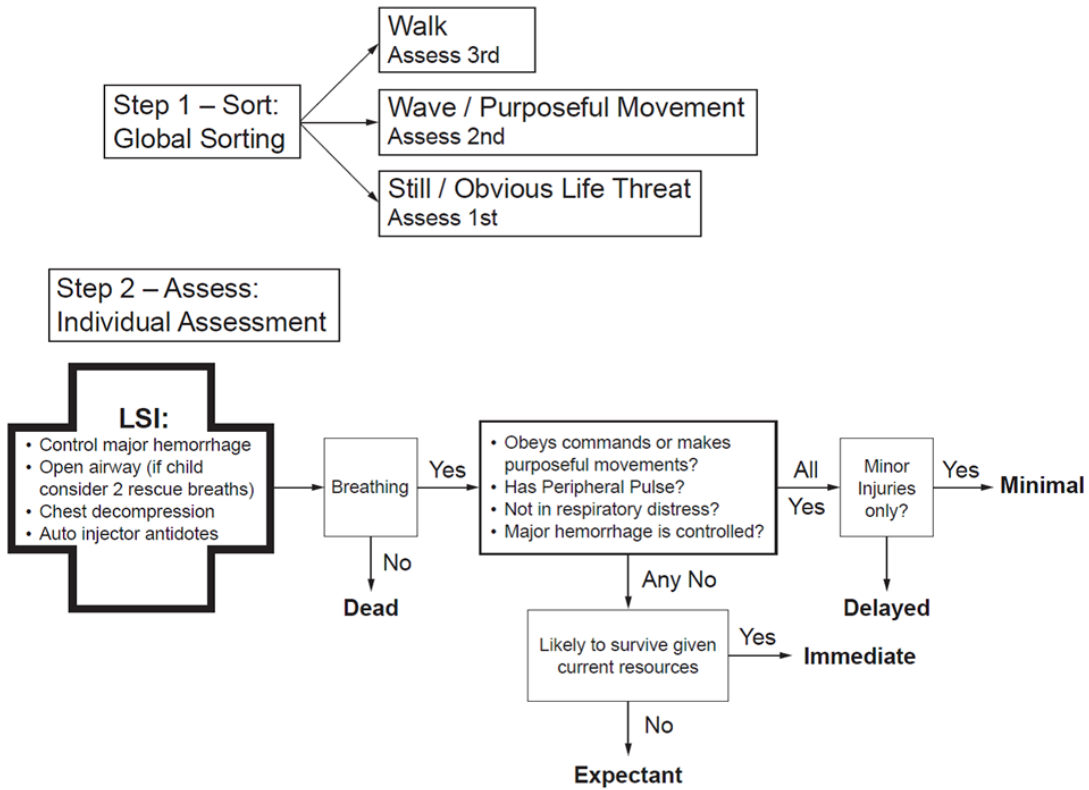 Walk
Assess 3rd
Step 1 – Sort:
Global Sorting
Wave / Purposeful Movement
Assess 2nd
Still / Obvious Life Threat
Assess 1st
Step 2 – Assess:
Individual Assessment
LSI:
• Control major hemorrhage
• Open airway (if child
consider 2 rescue breaths)
• Chest decompression
• Auto injector antidotes
Breathing
Yes
No
Dead
• Obeys commands or makes
purposeful movements?
• Has Peripheral Pulse?
• Not in respiratory distress?
• Major hemorrhage is controlled?
All
Yes
Minor
Injuries
only?
Yes
Minimal
Delayed
Any No
Likely to survive given
current resources
Yes
Immediate
No
Expectant